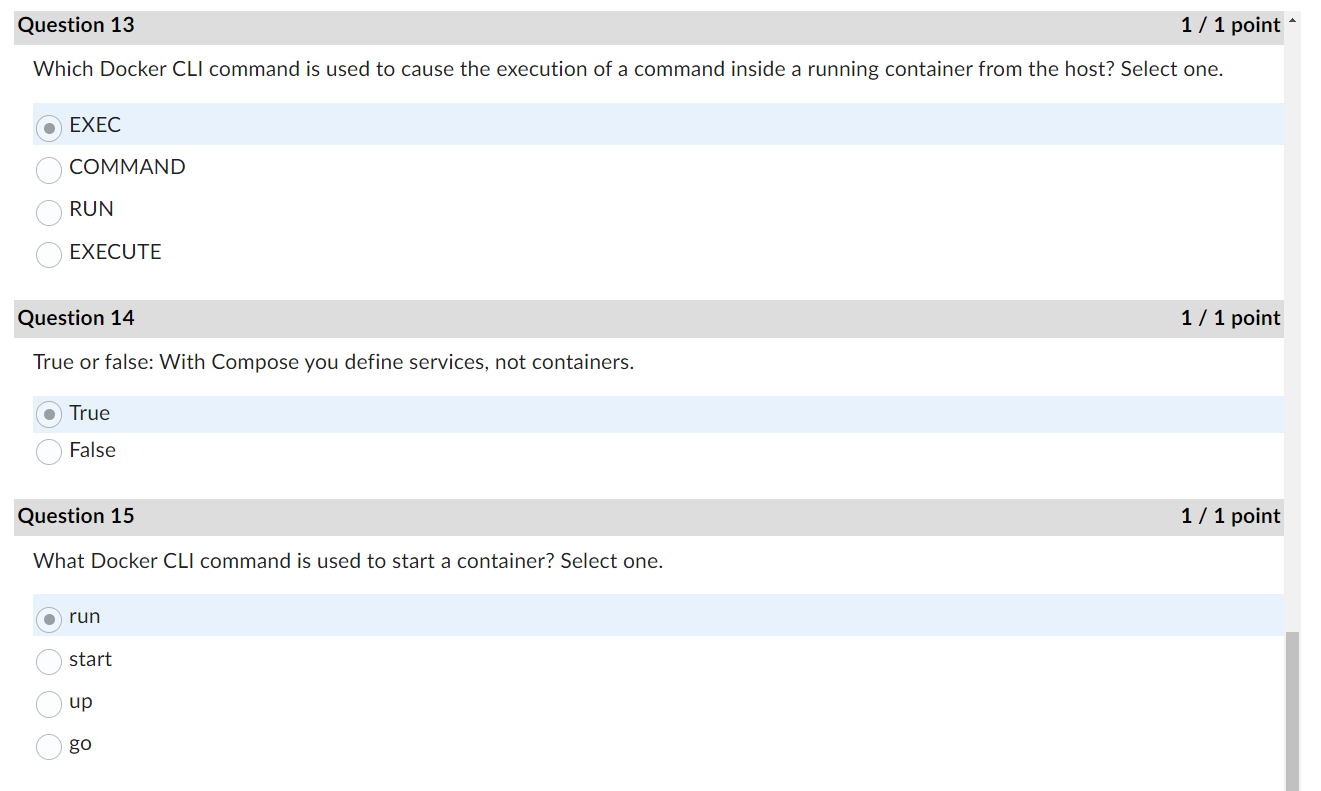 Question 13 1 / 1 point
Which Docker CLI command is used to cause the execution of a command inside a running container from the host? Select one.
EXEC
COMMAND
RUN
EXECUTE
Question 14 1 / 1 point
True or false: With Compose you define services, not containers.
True
False
Question 15 1 / 1 point
What Docker CLI command is used to start a container? Select one.
run
start
up
go